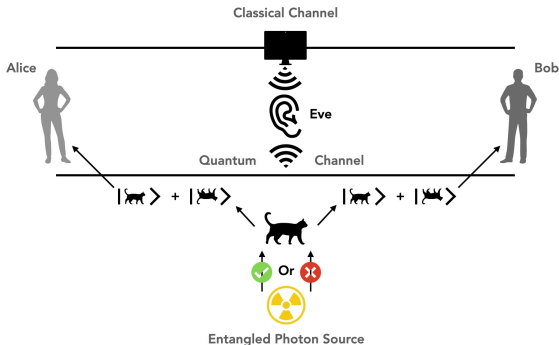 Classical Channel
Alice
Bob
Eve
Quantum Channel
| ⟩ + | ⟩
| ⟩ + | ⟩
Or
Entangled Photon Source